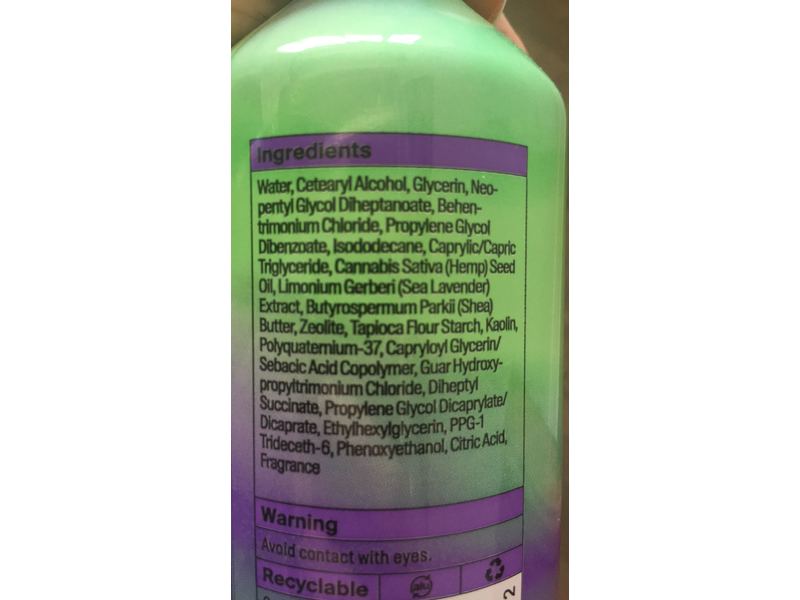 Ingredients
Water, Cetearyl Alcohol, Glycerin, Neo-
pentyl Glycol Diheptanoate, Behen-
trimonium Chloride, Propylene Glycol
Dibenzoate, Isododecane, Caprylic/Capric
Triglyceride, Cannabis Sativa (Hemp) Seed
Oil, Limonium Gerberi (Sea Lavender)
Extract, Butyrospermum Parkii (Shea)
Butter, Zeolite, Tapioca Flour Starch, Kaolin,
Polyquaternium-37, Capryloyl Glycerin/
Sebacic Acid Copolymer, Guar Hydroxy-
propyltrimonium Chloride, Diheptyl
Succinate, Propylene Glycol Dicaprylate/
Dicaprate, Ethylhexylglycerin, PPG-1
Trideceth-6, Phenoxyethanol, Citric Acid,
Fragrance
Warning
Avoid contact with eyes.
Recyclable
alu
2